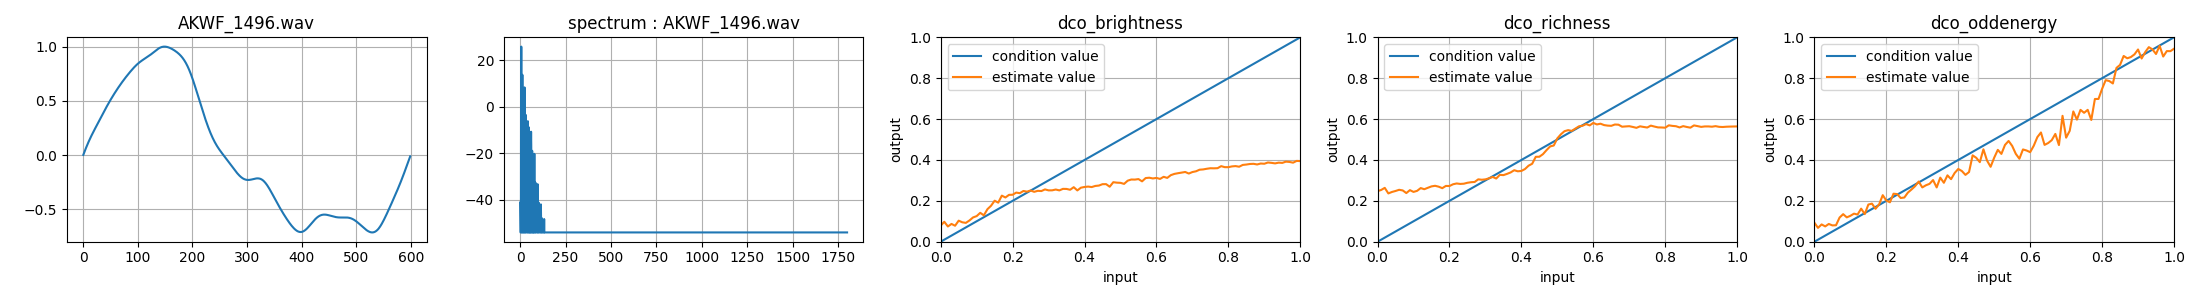 AKWF_1496.wav
1.0
0.5
0.0
−0.5
0 100 200 300 400 500 600
spectrum : AKWF_1496.wav
20
0
−20
−40
0 250 500 750 1000 1250 1500 1750
dco_brightness
condition value
estimate value
output
1.0
0.8
0.6
0.4
0.2
0.0
0.0 0.2 0.4 0.6 0.8 1.0
input
dco_richness
condition value
estimate value
output
1.0
0.8
0.6
0.4
0.2
0.0
0.0 0.2 0.4 0.6 0.8 1.0
input
dco_oddenergy
condition value
estimate value
output
1.0
0.8
0.6
0.4
0.2
0.0
0.0 0.2 0.4 0.6 0.8 1.0
input